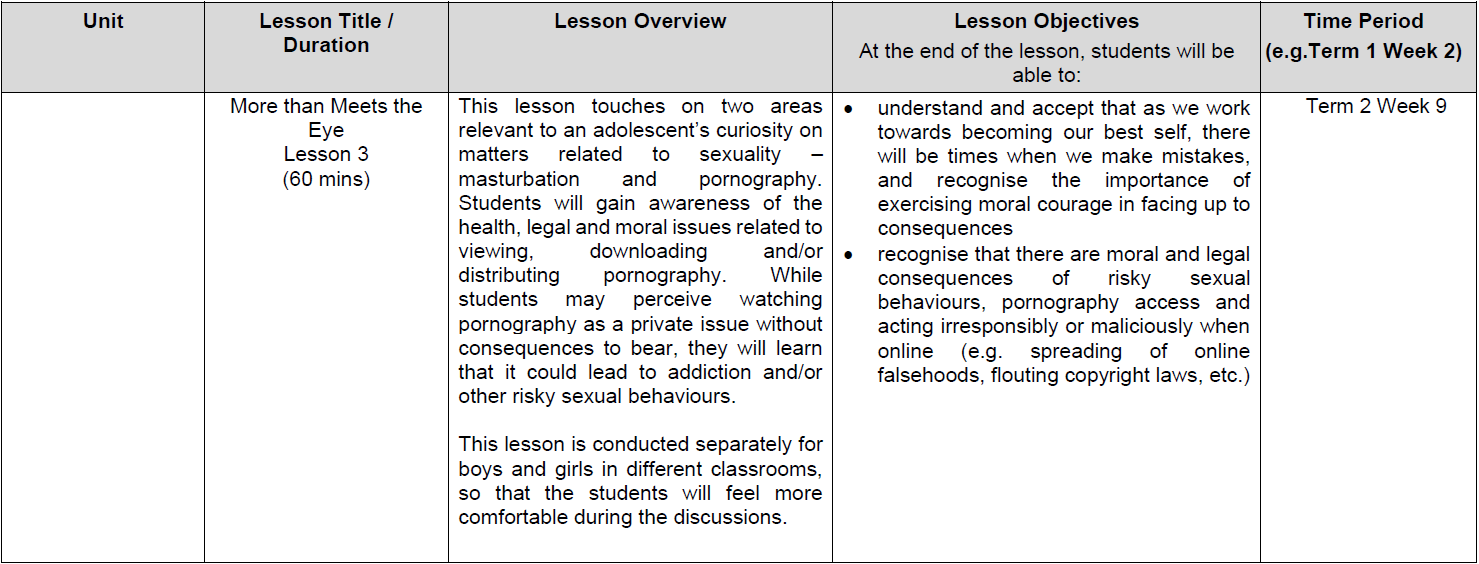 Unit
Lesson Title /
Duration
Lesson Overview
Lesson Objectives
At the end of the lesson, students will be
able to:
Time Period
(e.g.Term 1 Week 2)
More than Meets the
Eye
Lesson 3
(60 mins)
This lesson touches on two areas
relevant to an adolescent’s curiosity on
matters related to sexuality –
masturbation and pornography.
Students will gain awareness of the
health, legal and moral issues related to
viewing, downloading and/or
distributing pornography. While
students may perceive watching
pornography as a private issue without
consequences to bear, they will learn
that it could lead to addiction and/or
other risky sexual behaviours.
This lesson is conducted separately for
boys and girls in different classrooms,
so that the students will feel more
comfortable during the discussions.
● understand and accept that as we work
towards becoming our best self, there
will be times when we make mistakes,
and recognise the importance of
exercising moral courage in facing up to
consequences
● recognise that there are moral and legal
consequences of risky sexual
behaviours, pornography access and
acting irresponsibly or maliciously when
online (e.g. spreading of online
falsehoods, flouting copyright laws, etc.)
Term 2 Week 9